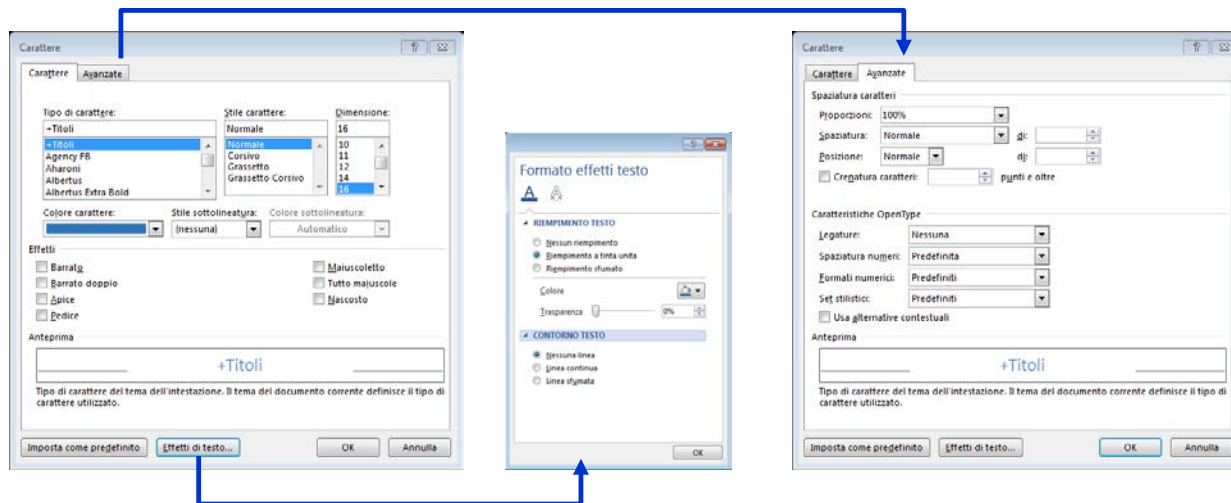 Carattere
Carattere Avanzate
Tipo di carattere: Stile carattere: Dimensione:
+Titoli Normale 16
+Titoli Normale 10
Agency FB Corsivo 11
Aharoni Grassetto 12
Albertus Grassetto Corsivo 14
Albertus Extra Bold 16
Colore carattere: Stile sottolineatura: Colore sottolineatura:
(nessuna) Automatico
Effetti
Barrato Maiuscoletto
Barrato doppio Tutto maiuscole
Apice Nascosto
Pedice
Anteprima
+Titoli
Tipo di carattere del tema dell'intestazione. Il tema del documento corrente definisce il tipo di
carattere utilizzato.
Imposta come predefinito Effetti di testo... OK Annulla
Formato effetti testo
A A
RIEMPIMENTO TESTO
Nessun riempimento
Riempimento a tinta unita
Riempimento sfumato
Colore
Trasparenza 0%
CONTORNO TESTO
Nessuna linea
Linea continua
Linea sfumata
OK
Carattere
Carattere Avanzate
Spaziatura caratteri
Proporzioni: 100%
Spaziatura: Normale di:
Posizione: Normale di:
Crenatura caratteri: punti e oltre
Caratteristiche OpenType
Legature: Nessuna
Spaziatura numeri: Predefinita
Formati numerici: Predefiniti
Set stilistici: Predefiniti
Usa alternative contestuali
Anteprima
+Titoli
Tipo di carattere del tema dell'intestazione. Il tema del documento corrente definisce il tipo di
carattere utilizzato.
Imposta come predefinito Effetti di testo... OK Annulla